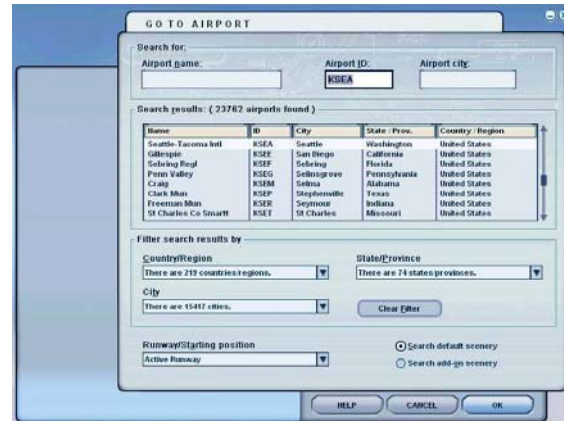 GO TO AIRPORT
Search for:
Airport name: Airport ID: Airport city:
KSEA
Search results: ( 23762 airports found )
Name ID City State / Prov. Country / Region
Seattle-Tacoma Intl KSEA Seattle Washington United States
Gillespie KSEE San Diego California United States
Sebring Regl KSEF Sebring Florida United States
Penn Valley KSEG Selinsgrove Pennsylvania United States
Craig KSEM Selma Alabama United States
Clark Mun KSEP Stephenville Texas United States
Freeman Mun KSER Seymour Indiana United States
St Charles Co Smartt KSET St Charles Missouri United States
Filter search results by
Country/Region State/Province
There are 219 countries/regions. There are 74 states/provinces.
City
There are 15417 cities. Clear Filter
Runway/Starting position
Search default scenery
Active Runway
Search add-on scenery
HELP CANCEL OK